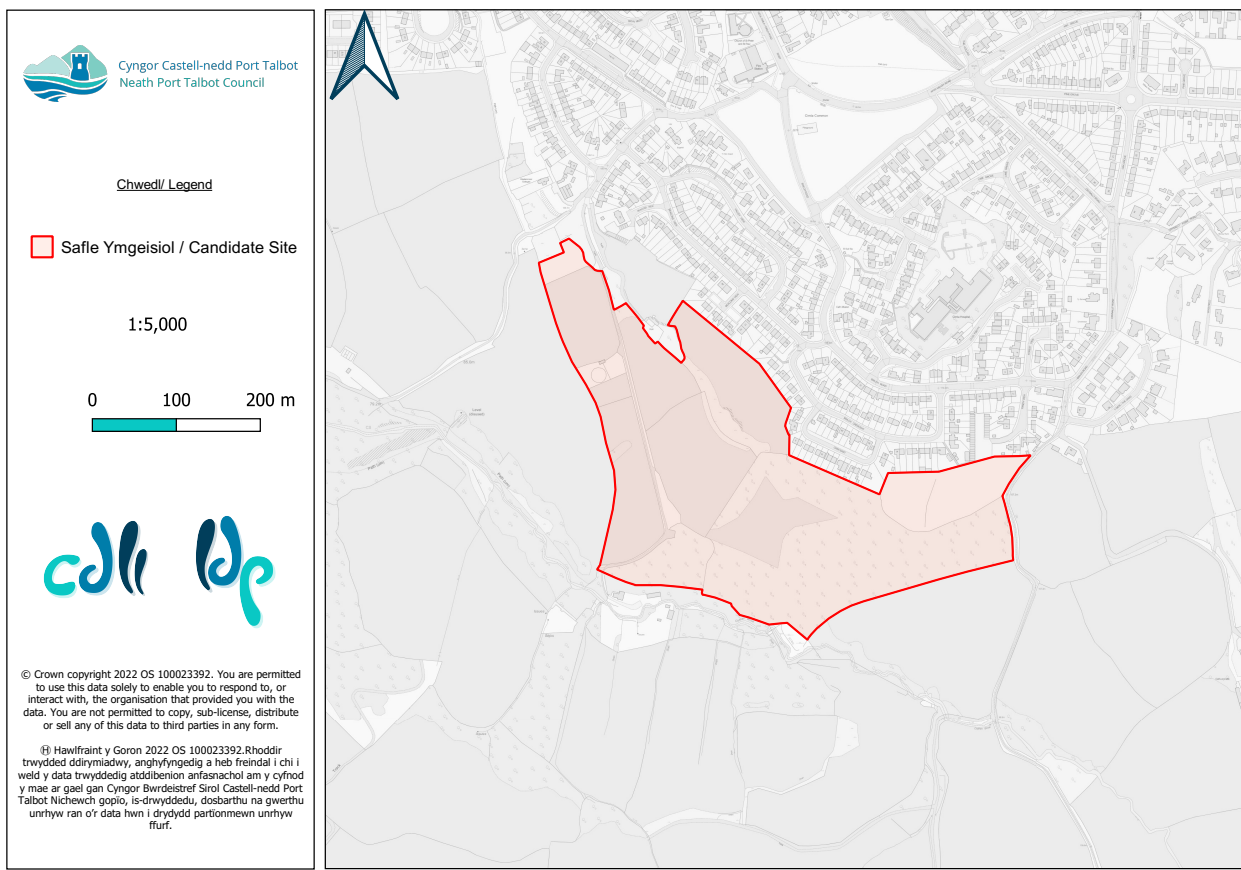 Cyngor Castell-nedd Port Talbot
Neath Port Talbot Council
Chwedl/ Legend
Safle Ymgeisiol / Candidate Site
1:5,000
0 100 200 m
cdll ldp
© Crown copyright 2022 OS 100023392. You are permitted
to use this data solely to enable you to respond to, or
interact with, the organisation that provided you with the
data. You are not permitted to copy, sub-license, distribute
or sell any of this data to third parties in any form.
Ⓗ Hawlfraint y Goron 2022 OS 100023392.Rhoddir
trwydded ddirymiadwy, anghyfyngedig a heb freindal i chi i
weld y data trwyddedig atddibenion anfasnachol am y cyfnod
y mae ar gael gan Cyngor Bwrdeistref Sirol Castell-nedd Port
Talbot Nichewch gopïo, is-drwyddedu, dosbarthu na gwerthu
unrhyw ran o'r data hwn i drydydd partïonmewn unrhyw
ffurf.